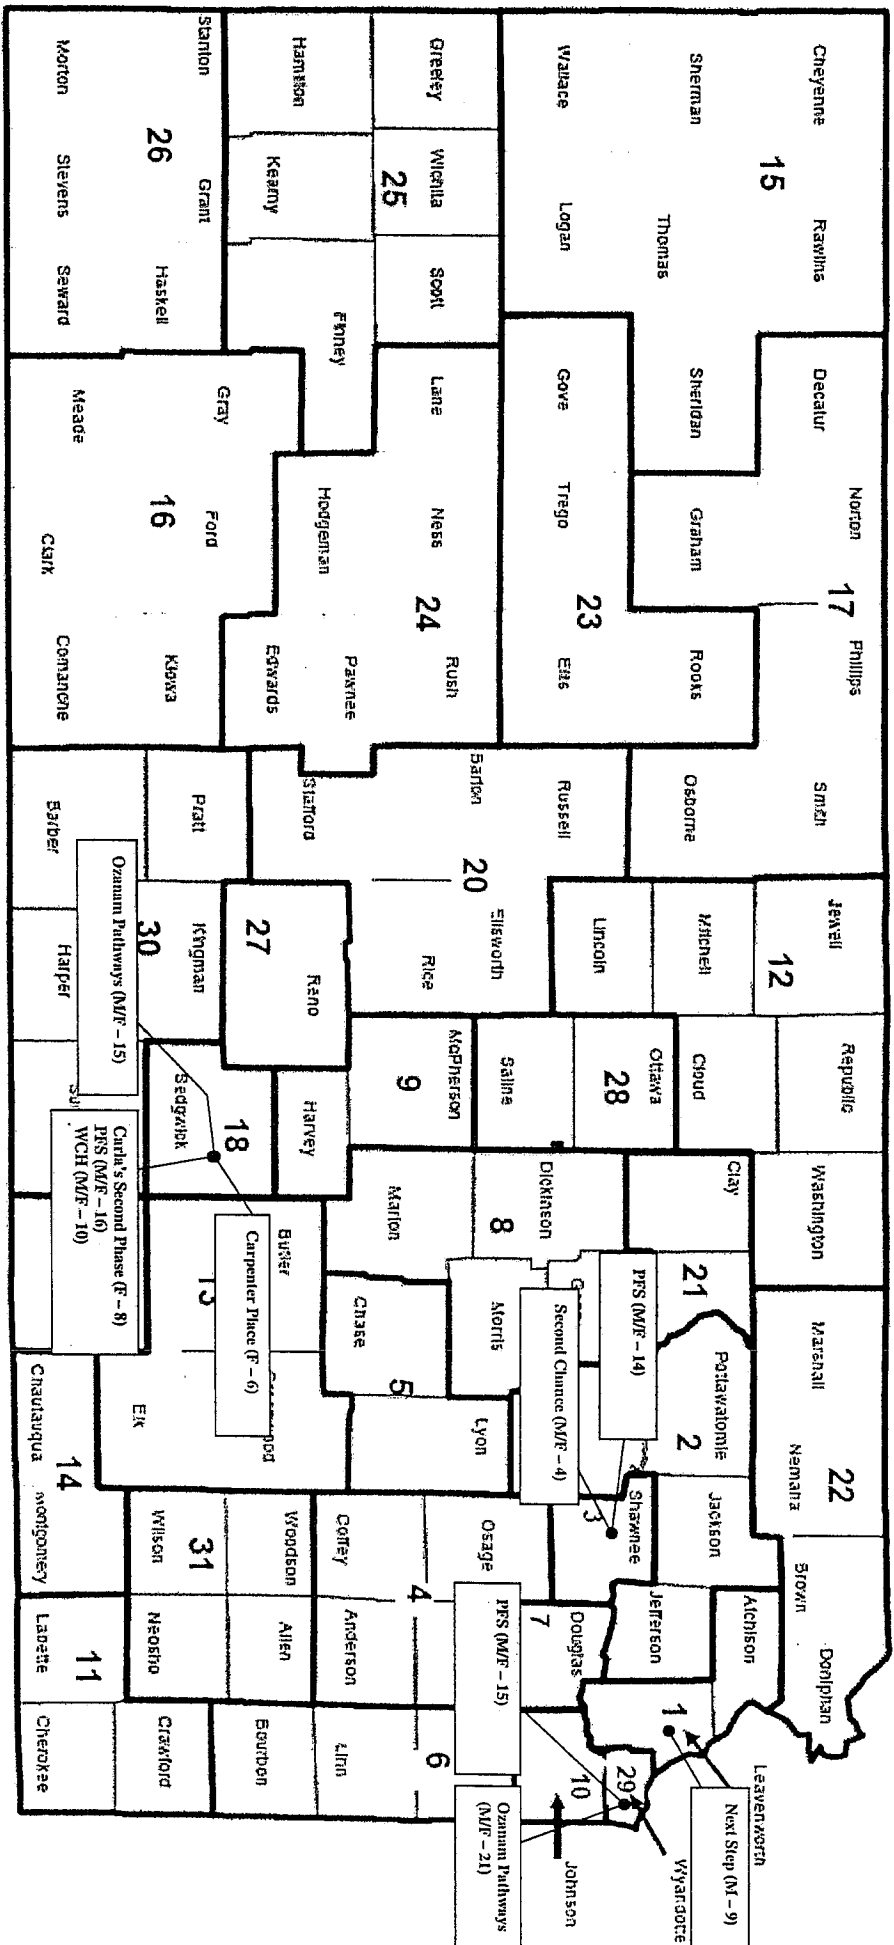 Cheyenne
Rawlins
Decatur
Norton
17
Phillips
Smith
Jewell
12
Republic
Washington
Marshall
22
Nemaha
Brown
Doniphan
15
Sherman
Thomas
Sheridan
Graham
Rooks
Osborne
Mitchell
Cloud
Clay
21
Pottawatomie
2
Jackson
Atchison
Leavenworth
Next Step (M – 9)
Wallace
Logan
Gove
Trego
23
Ellis
Russell
Lincoln
Ottawa
28
Saline
Dickinson
8
PFS (M/F – 14)
Second Chance (M/F – 4)
Shawnee
3
Jefferson
1
Wyandotte
29
Greeley
Wichita
Scott
25
Lane
Ness
24
Rush
Barton
20
Ellsworth
Rice
McPherson
9
Marion
Morris
Chase
5
Lyon
Osage
7
Douglas
10
Johnson
PFS (M/F – 15)
Ozanam Pathways
(M/F – 21)
Hamilton
Kearny
Finney
Hodgeman
Pawnee
Edwards
Stafford
Reno
27
Harvey
Butler
13
Elk
Coffey
4
Anderson
6
Linn
Stanton
Grant
Haskell
26
Gray
Ford
16
Kiowa
Pratt
Kingman
30
Sedgwick
18
Carpenter Place (F – 6)
Woodson
Allen
Bourbon
31
Wilson
Neosho
Crawford
Morton
Stevens
Seward
Meade
Clark
Comanche
Barber
Harper
Ozanam Pathways (M/F – 15)
Carla's Second Phase (F – 8)
PFS (M/F – 16)
WCH (M/F – 10)
Chautauqua
14
Montgomery
Labette
11
Cherokee